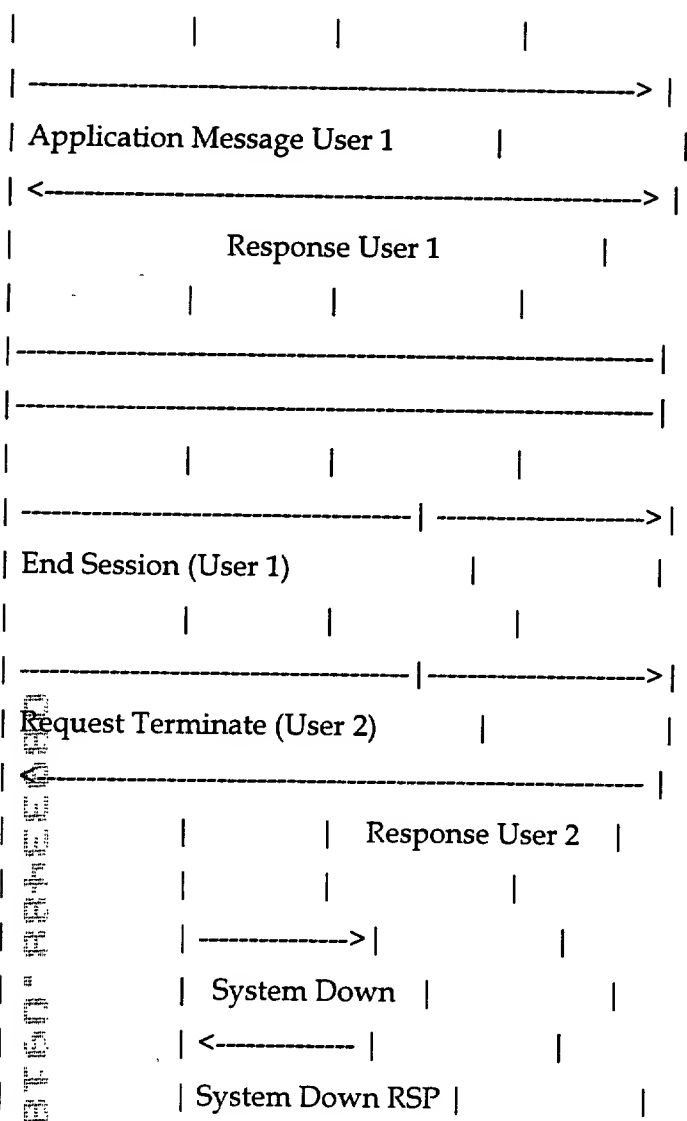 Application Message User 1
Response User 1
End Session (User 1)
Request Terminate (User 2)
Response User 2
System Down
System Down RSP